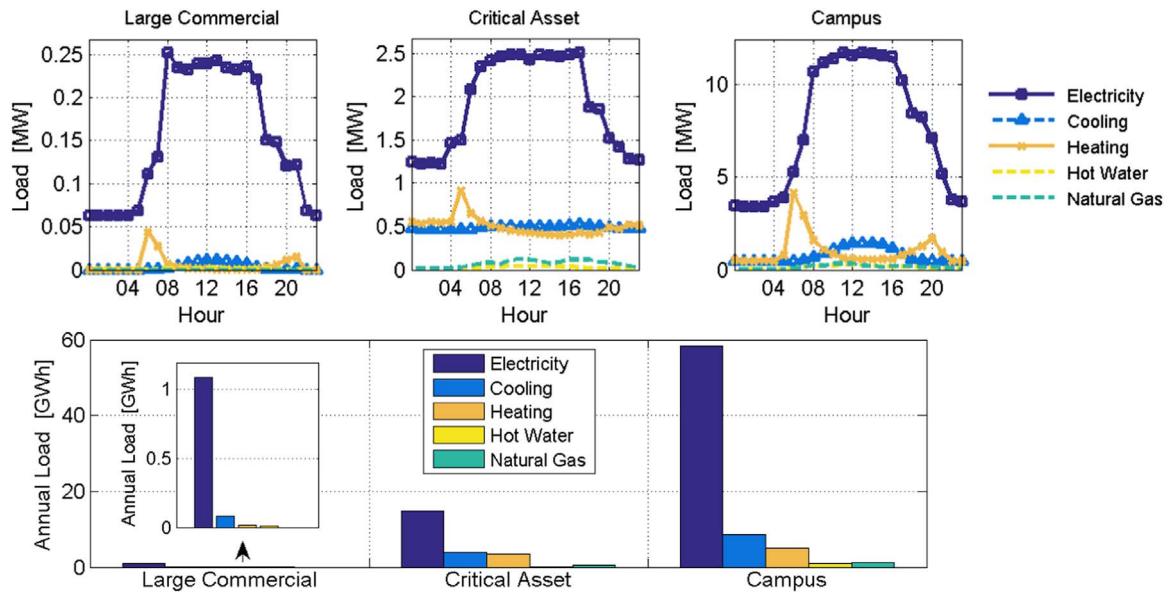 Large Commercial
Critical Asset
Campus
Load [MW]
0.25
0.2
0.15
0.1
0.05
0
04 08 12 16 20
Hour
Load [MW]
2.5
2
1.5
1
0.5
0
04 08 12 16 20
Hour
Load [MW]
10
5
0
04 08 12 16 20
Hour
Electricity
Cooling
Heating
Hot Water
Natural Gas
Annual Load [GWh]
60
40
20
0
Annual Load [GWh]
1
0.5
0
Electricity
Cooling
Heating
Hot Water
Natural Gas
Large Commercial
Critical Asset
Campus